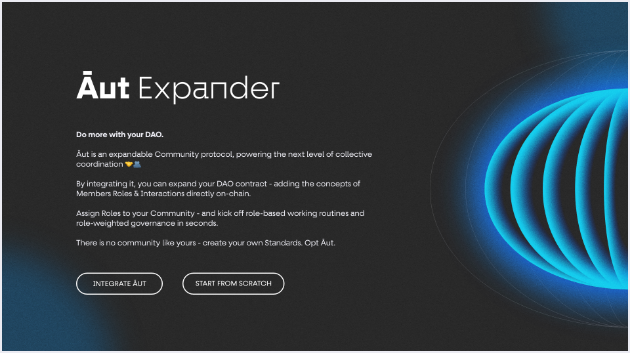 Āut Expander
Do more with your DAO.
Āut is an expandable Community protocol, powering the next level of collective
coordination 🤝🫂
By integrating it, you can expand your DAO contract - adding the concepts of
Members Roles & Interactions directly on-chain.
Assign Roles to your Community - and kick off role-based working routines and
role-weighted governance in seconds.
There is no community like yours - create your own Standards. Opt Āut.
INTEGRATE ĀUT
START FROM SCRATCH